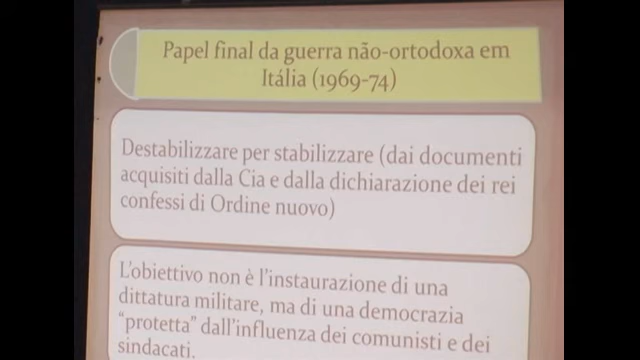 Papel final da guerra não-ortodoxa em
Itália (1969-74)
Destabilizzare per stabilizzare (dai documenti
acquisiti dalla Cia e dalla dichiarazione dei rei
confessi di Ordine nuovo)
L'obiettivo non è l'instaurazione di una
dittatura militare, ma di una democrazia
“protetta” dall'influenza dei comunisti e dei
sindacati.